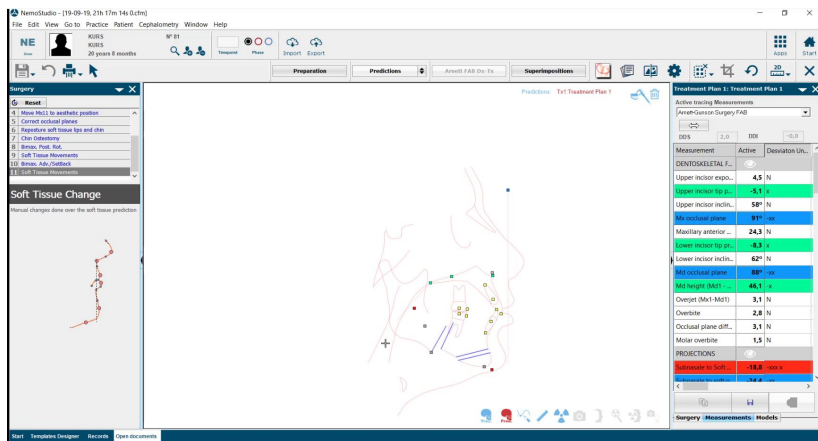 NemoStudio - [19-09-19, 21h 17m 14s 0.cfm]
File Edit View Go to Practice Patient Cephalometry Window Help
NE
KURS
KURS
20 years 8 months
Nº 81
Timepoint
Phase
Import
Export
Apps
Start
Preparation
Predictions
Arnett FAB Dx-Tx
Superimpositions
2D
Surgery
Reset
4 Move Mx11 to aesthetic position
5 Correct occlusal planes
6 Reposture soft tissue lips and chin
7 Chin Osteotomy
8 Bimax. Post. Rot.
9 Soft Tissue Movements
10 Bimax. Adv./SetBack
11 Soft Tissue Movements
Soft Tissue Change
Manual changes done over the soft tissue prediction
Predictions: Tx1 Treatment Plan 1
Treatment Plan 1: Treatment Plan 1
Active tracing Measurements
Arnett-Gunson Surgery FAB
DDS 2,0 DDI -0,0
Measurement Active Desviaton Un...
DENTOSKELETAL F...
Upper incisor expo... 4,5 N
Upper incisor tip p... -5,1 x
Upper incisor inclin... 58º N
Mx occlusal plane 91º -xx
Maxillary anterior ... 24,3 N
Lower incisor tip pr... -8,3 x
Lower incisor inclin... 62º N
Md occlusal plane 88º -xx
Md height (Md1 - ... 46,1 -x
Overjet (Mx1-Md1) 3,1 N
Overbite 2,8 N
Occlusal plane diff... 3,1 N
Molar overbite 1,5 N
PROJECTIONS
Subnasale to Soft ... -18,8 -xxx x
Surgery Measurements Models
Start Templates Designer Records Open documents